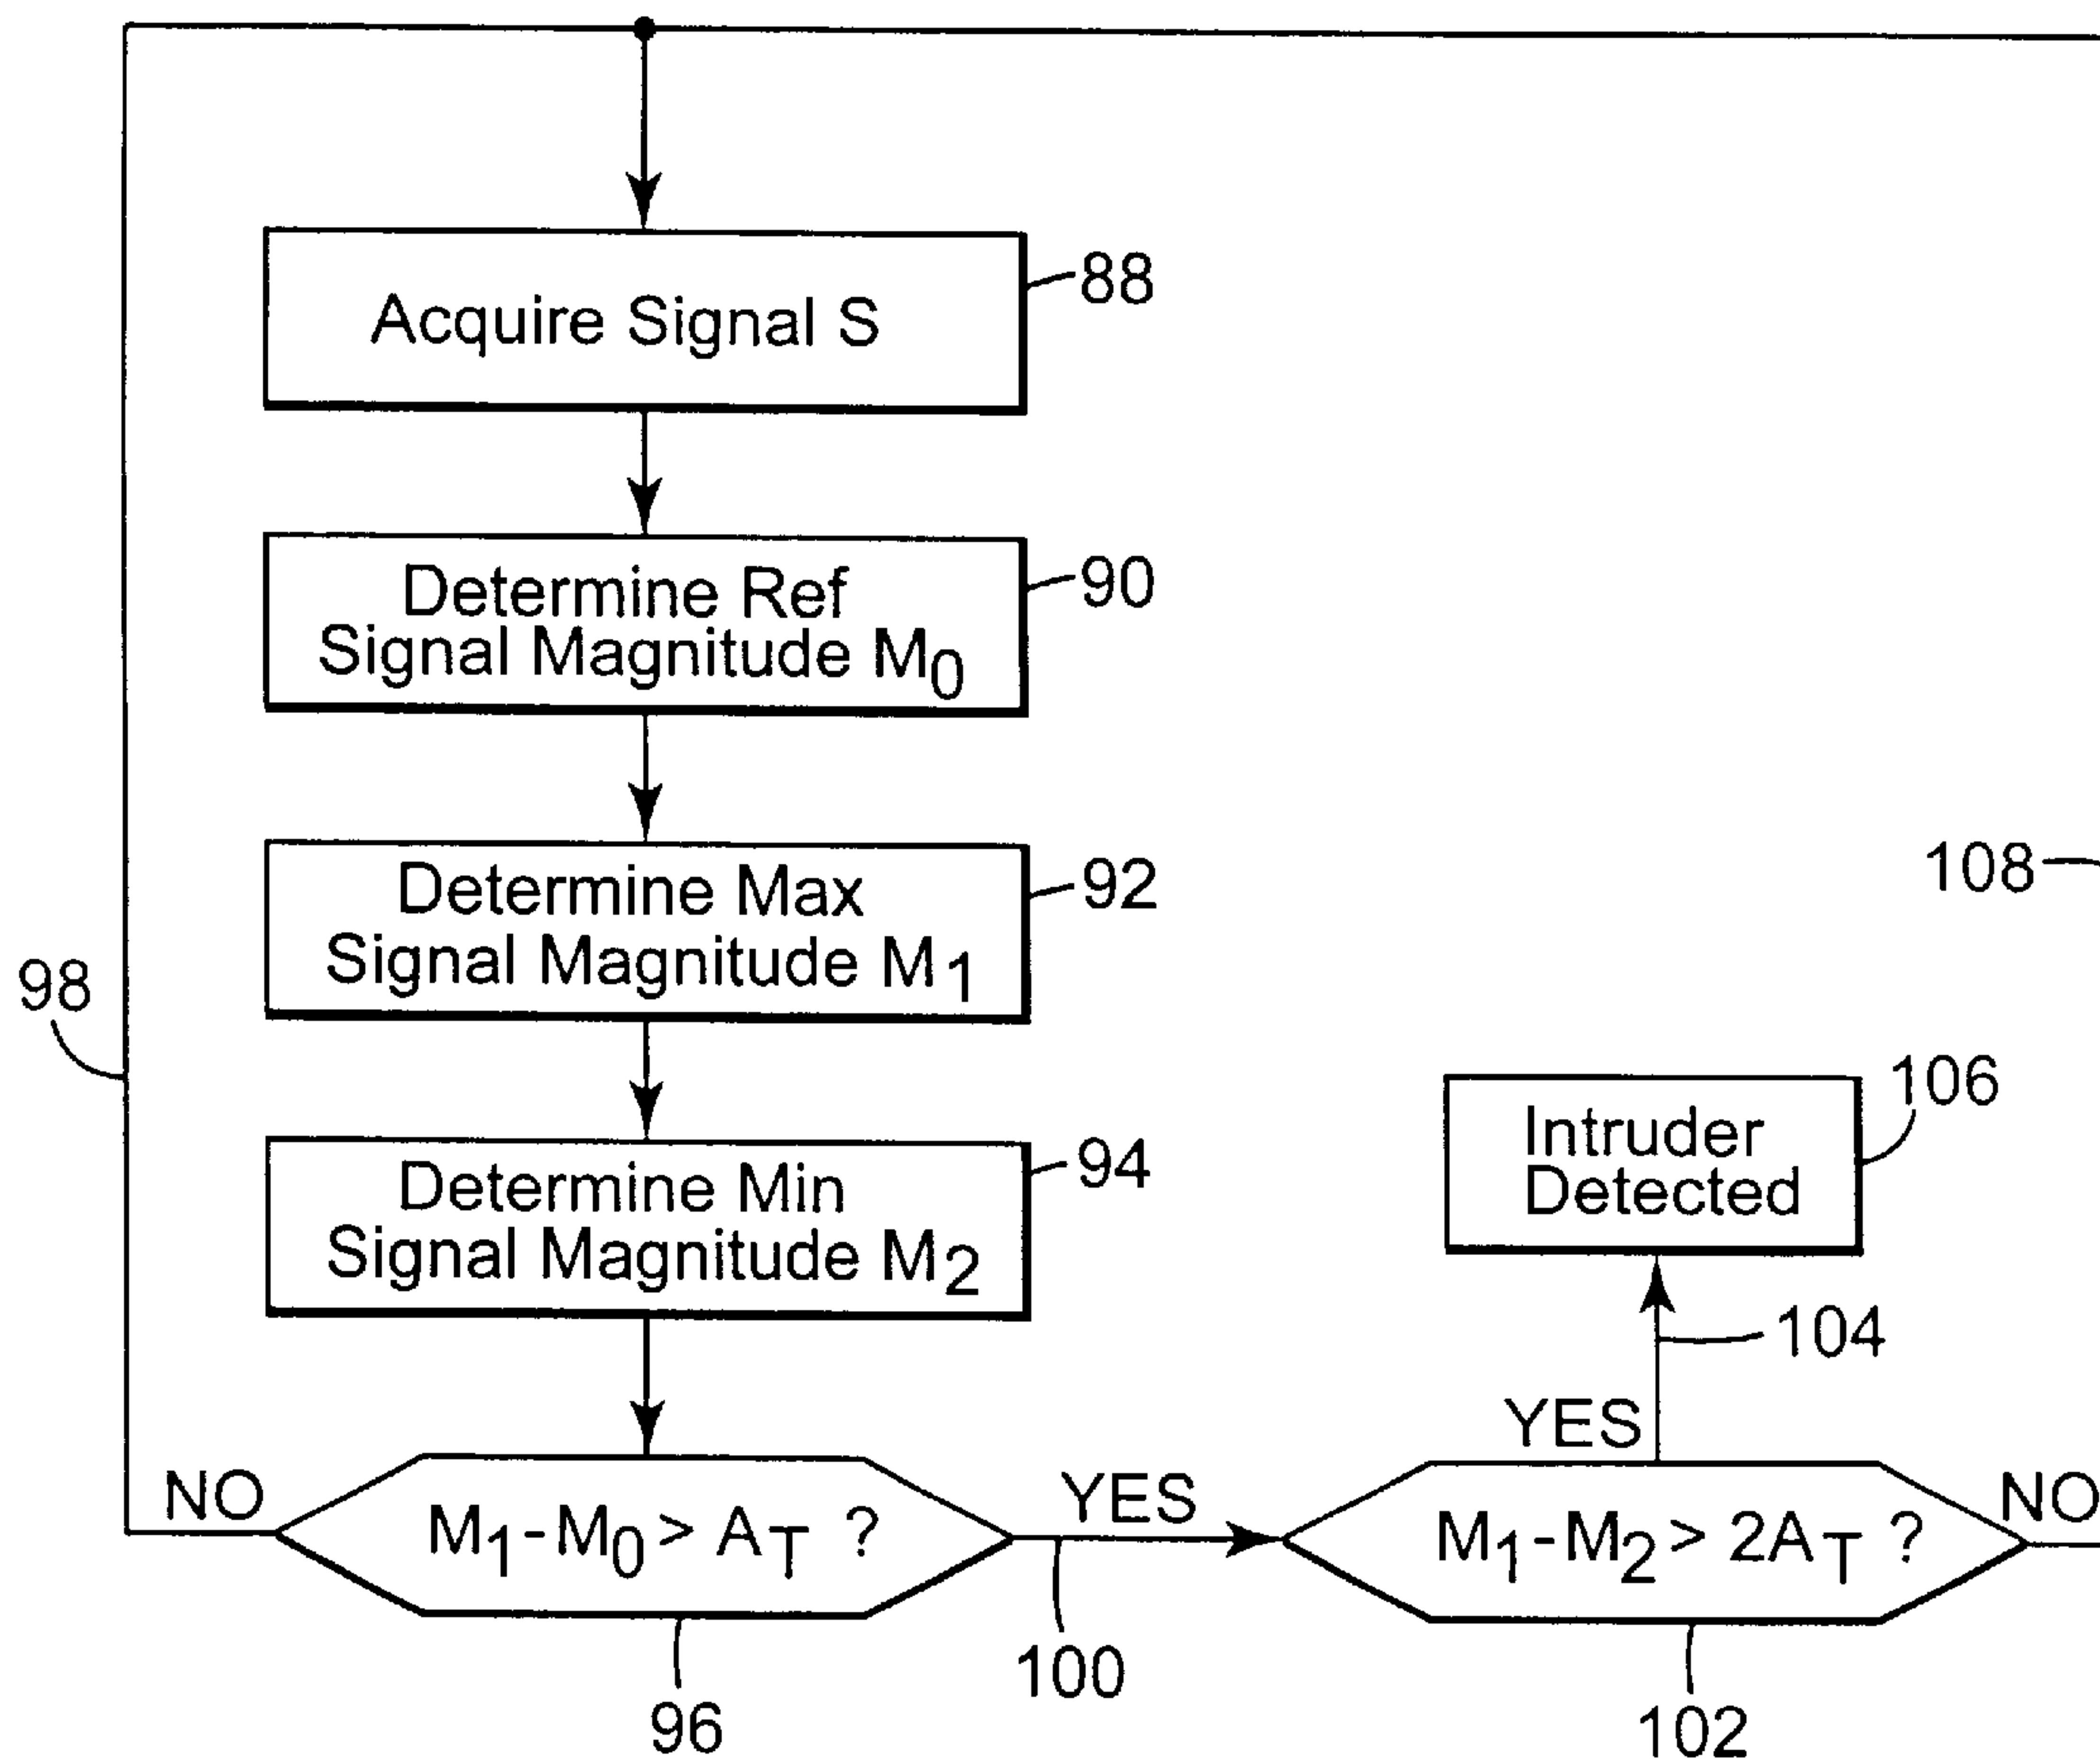 Acquire Signal S
88
Determine Ref
Signal Magnitude M0
90
Determine Max
Signal Magnitude M1
92
108
98
Determine Min
Signal Magnitude M2
94
Intruder
Detected
106
104
YES
NO
M1-M0 > AT ?
YES
M1-M2 > 2AT ?
NO
100
96
102